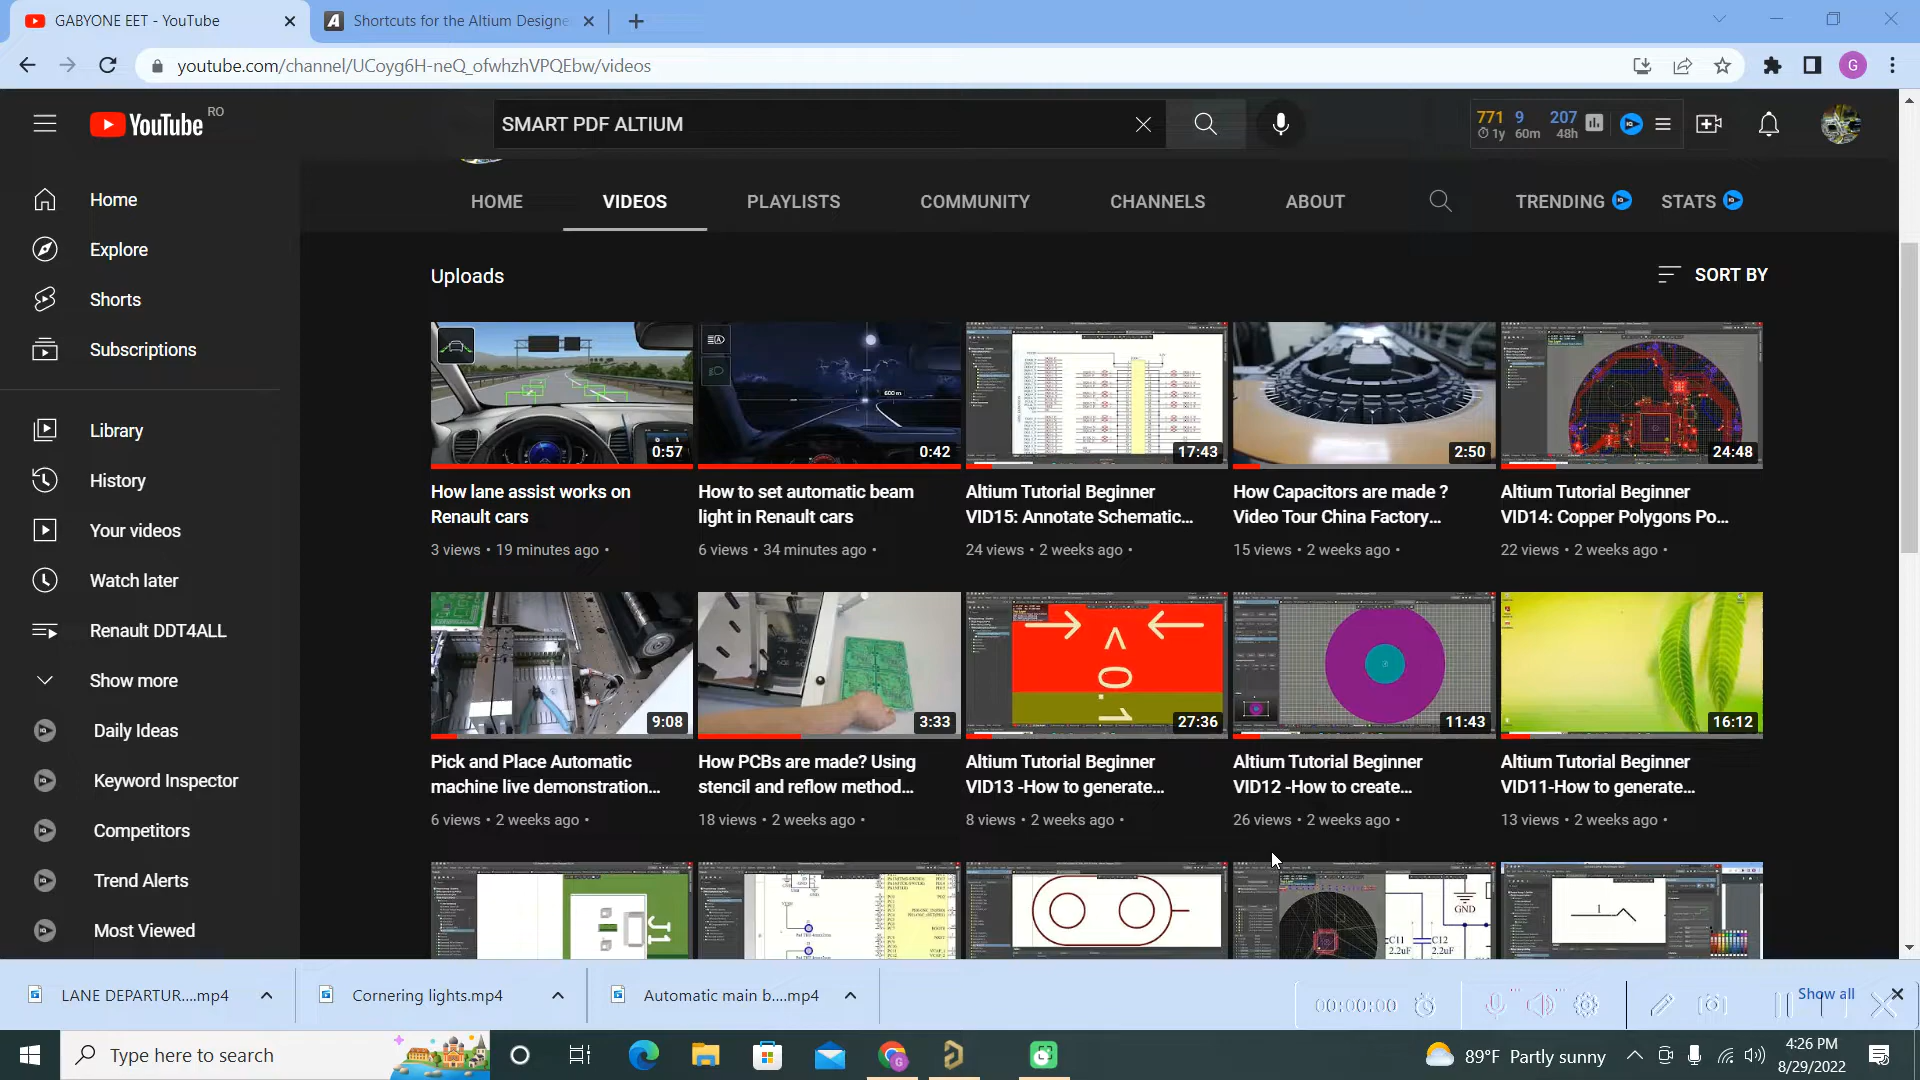 GABYONE EET - YouTube
Shortcuts for the Altium Designe
youtube.com/channel/UCoyg6H-neQ_ofwhzhVPQEbw/videos
G
YouTube RO
SMART PDF ALTIUM
771 9 207
1y 60m 48h
HOME VIDEOS PLAYLISTS COMMUNITY CHANNELS ABOUT TRENDING STATS
Home
Explore
Shorts
Subscriptions
Library
History
Your videos
Watch later
Renault DDT4ALL
Show more
Daily Ideas
Keyword Inspector
Competitors
Trend Alerts
Most Viewed
Uploads
SORT BY
0:57
How lane assist works on
Renault cars
3 views • 19 minutes ago •
600 m
0:42
How to set automatic beam
light in Renault cars
6 views • 34 minutes ago •
17:43
Altium Tutorial Beginner
VID15: Annotate Schematic...
24 views • 2 weeks ago •
2:50
How Capacitors are made ?
Video Tour China Factory...
15 views • 2 weeks ago •
24:48
Altium Tutorial Beginner
VID14: Copper Polygons Po...
22 views • 2 weeks ago •
9:08
Pick and Place Automatic
machine live demonstration...
6 views • 2 weeks ago •
3:33
How PCBs are made? Using
stencil and reflow method...
18 views • 2 weeks ago •
27:36
Altium Tutorial Beginner
VID13 -How to generate...
8 views • 2 weeks ago •
11:43
Altium Tutorial Beginner
VID12 -How to create...
26 views • 2 weeks ago •
16:12
Altium Tutorial Beginner
VID11-How to generate...
13 views • 2 weeks ago •
J1
GND
C11 C12
2.2uF 2.2uF
1
LANE DEPARTUR....mp4
Cornering lights.mp4
Automatic main b....mp4
00:00:00
Show all
Type here to search
89°F Partly sunny
4:26 PM
8/29/2022